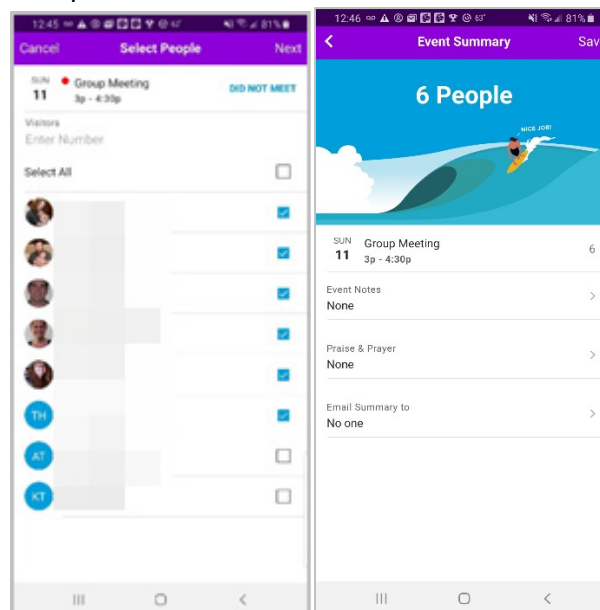 12:45 81%
Cancel Select People Next
SUN 11 Group Meeting 3p - 4:30p DID NOT MEET
Visitors
Enter Number
Select All
TH
AT
KT
12:46 63° 81%
Event Summary Sav
6 People
NICE JOB!
SUN 11 Group Meeting 3p - 4:30p 6
Event Notes
None
Praise & Prayer
None
Email Summary to
No one